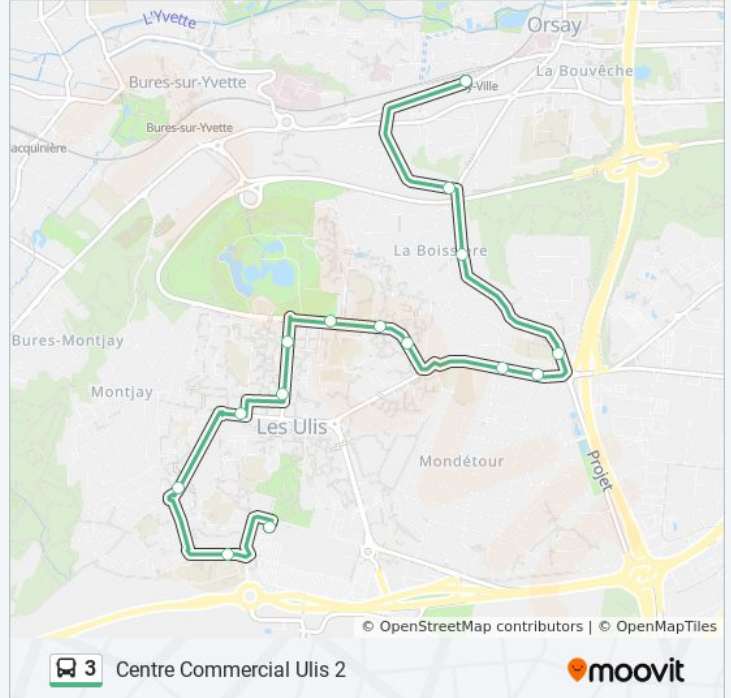 L'Yvette
Orsay
La Bouvêche
Bures-sur-Yvette
y-Ville
Bures-sur-Yvette
acquinière
La Boissière
Bures-Montjay
Montjay
Les Ulis
Mondétour
Projet
© OpenStreetMap contributors | © OpenMapTiles
3 Centre Commercial Ulis 2
moovit